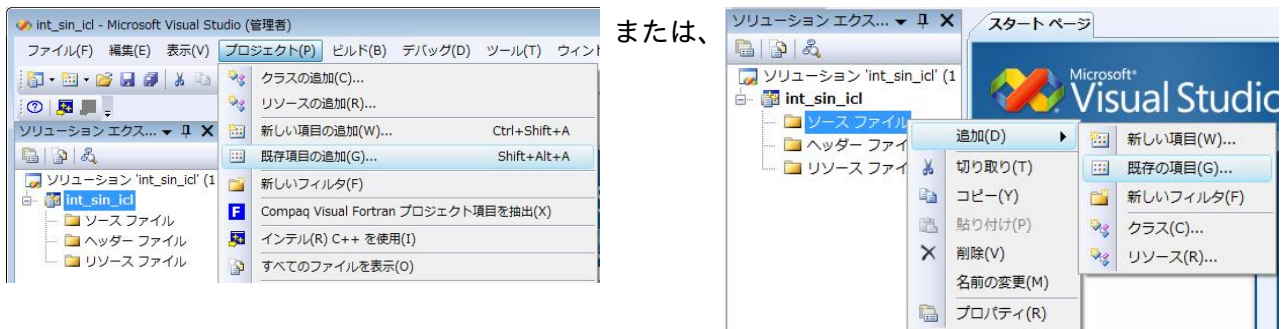 int_sin_icl - Microsoft Visual Studio (管理者)
ファイル(F) 編集(E) 表示(V) プロジェクト(P) ビルド(B) デバッグ(D) ツール(T) ウィント
クラスの追加(C)...
リソースの追加(R)...
新しい項目の追加(W)... Ctrl+Shift+A
既存項目の追加(G)... Shift+Alt+A
新しいフィルタ(F)
Compaq Visual Fortran プロジェクト項目を抽出(X)
インテル(R) C++ を使用(I)
すべてのファイルを表示(O)
ソリューション エクス...
ソリューション 'int_sin_icl' (1
int_sin_icl
ソース ファイル
ヘッダー ファイル
リソース ファイル
または、
ソリューション エクス...
スタート ページ
ソリューション 'int_sin_icl' (1
int_sin_icl
ソース ファイル
ヘッダー ファイ
リソース ファイ
Microsoft
Visual Studio
追加(D)
切り取り(T)
コピー(Y)
貼り付け(P)
削除(V)
名前の変更(M)
プロパティ(R)
新しい項目(W)...
既存の項目(G)...
新しいフィルタ(F)
クラス(C)...
リソース(R)...